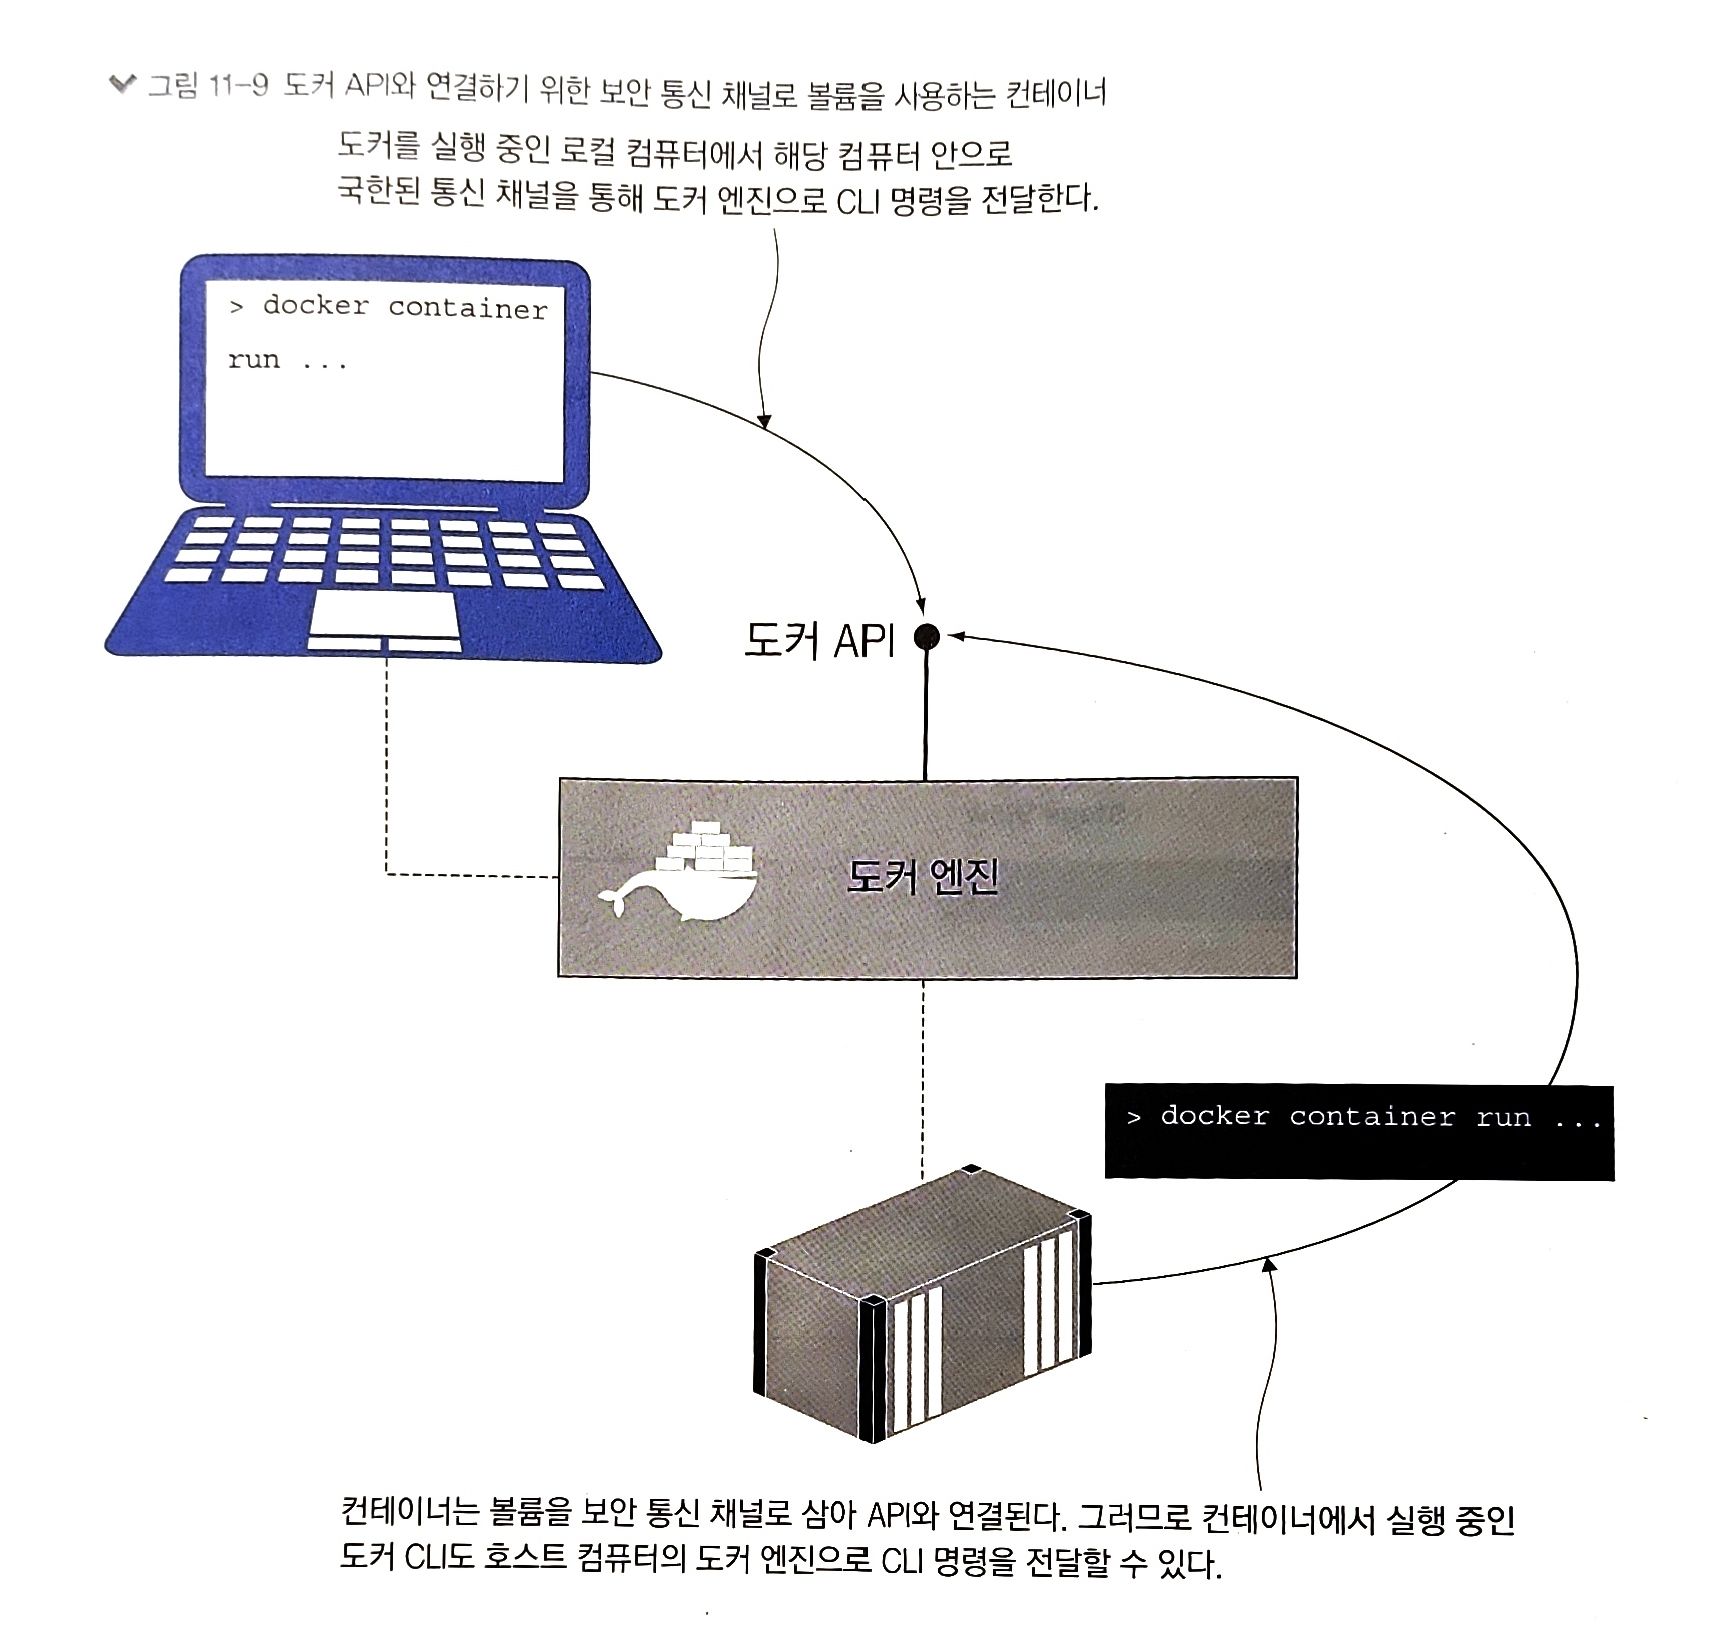 그림 11-9 도커 API와 연결하기 위한 보안 통신 채널로 볼륨을 사용하는 컨테이너
도커를 실행 중인 로컬 컴퓨터에서 해당 컴퓨터 안으로
국한된 통신 채널을 통해 도커 엔진으로 CLI 명령을 전달한다.
> docker container
run ...
도커 API
도커 엔진
> docker container run ...
컨테이너는 볼륨을 보안 통신 채널로 삼아 API와 연결된다. 그러므로 컨테이너에서 실행 중인
도커 CLI도 호스트 컴퓨터의 도커 엔진으로 CLI 명령을 전달할 수 있다.